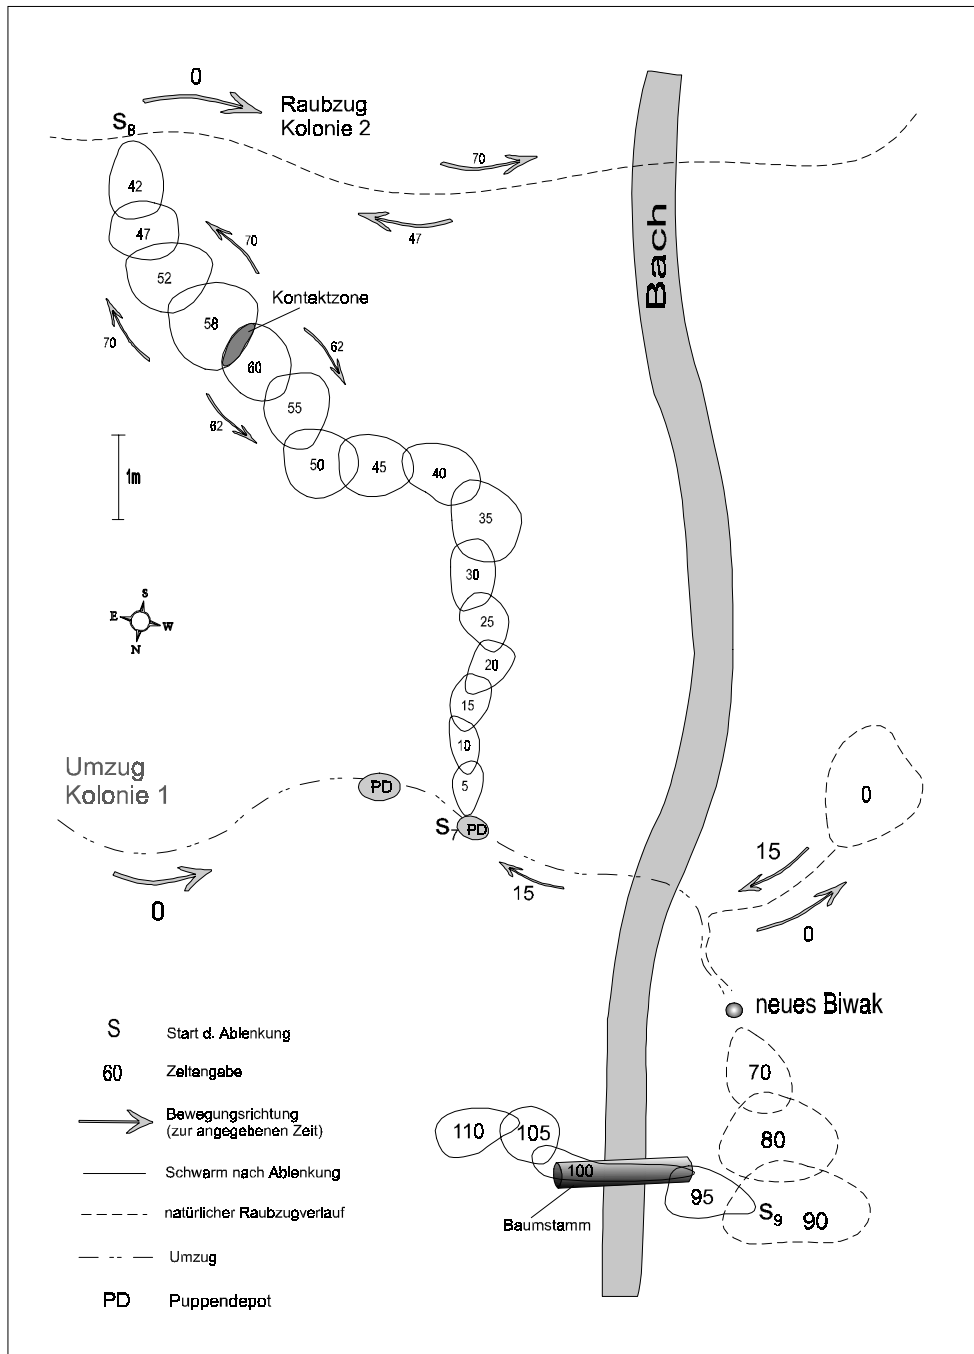 0
Raubzug
Kolonie 2
S8
70
42
47
47
70
52
Kontaktzone
58
62
70
60
55
62
50
45
40
1m
35
30
S
E
W
N
25
20
15
10
5
Bach
Umzug
Kolonie 1
PD
S7
PD
0
15
15
0
0
neues Biwak
70
80
S9
90
95
100
105
110
Baumstamm
S Start d. Ablenkung
60 Zeitangabe
Bewegungsrichtung
(zur angegebenen Zeit)
Schwarm nach Ablenkung
natürlicher Raubzugverlauf
Umzug
PD Puppendepot